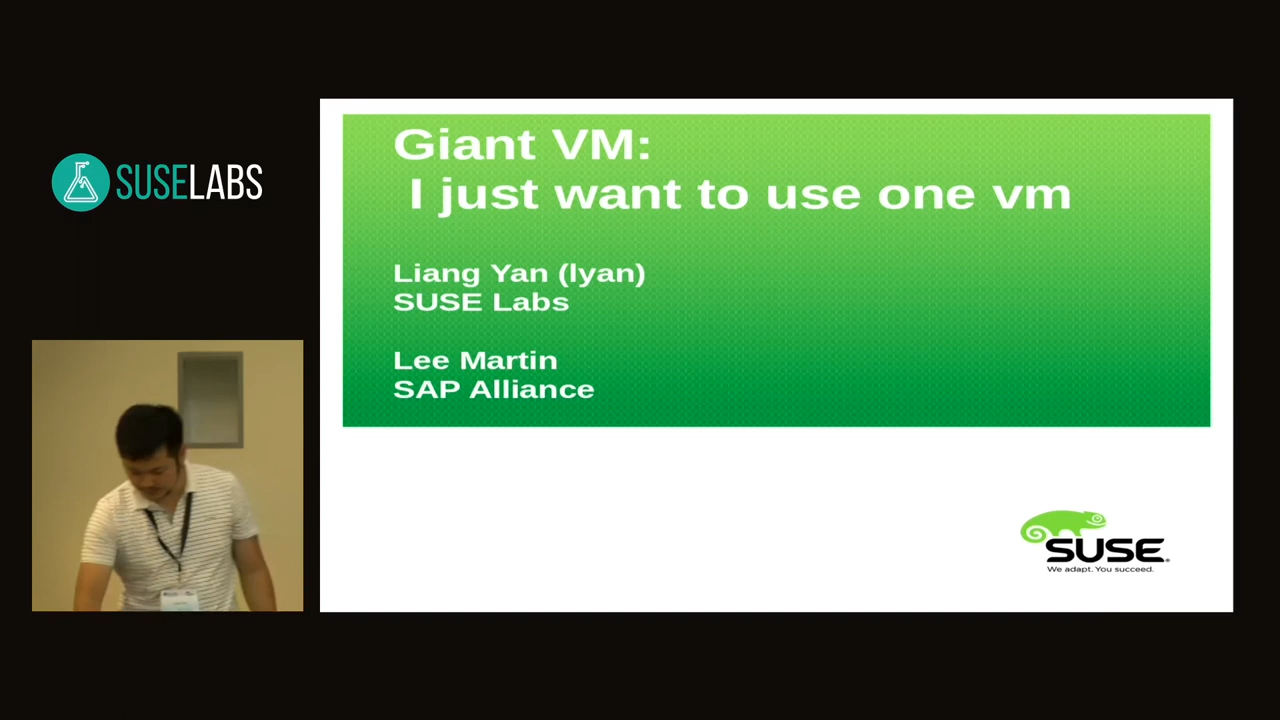 SUSELABS
Giant VM:
I just want to use one vm
Liang Yan (lyan)
SUSE Labs
Lee Martin
SAP Alliance
SUSE
We adapt. You succeed.